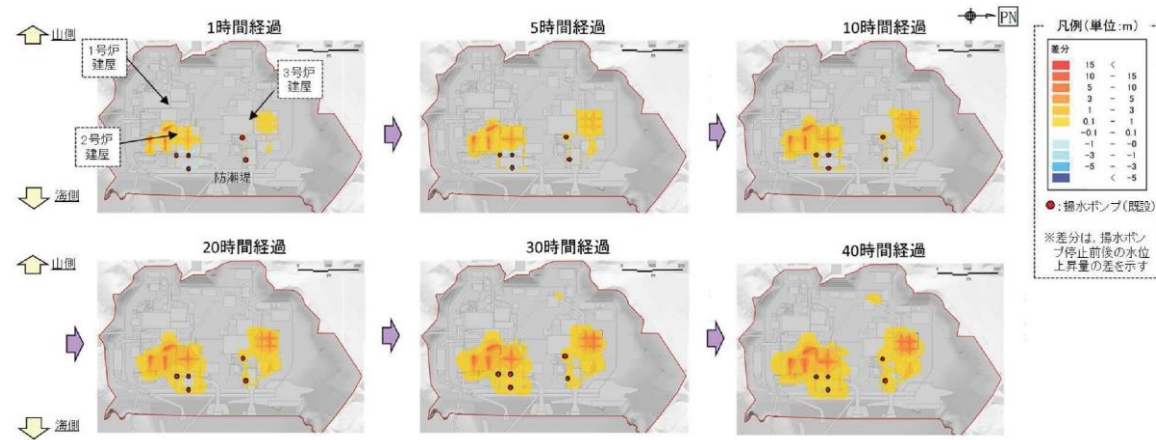 1時間経過
5時間経過
10時間経過
PN
山側
1号炉
建屋
3号炉
建屋
2号炉
建屋
防潮堤
海側
凡例(単位:m)
差分
15 <
10 - 15
5 - 10
3 - 5
1 - 3
0.1 - 1
-0.1 - 0.1
-1 - -0
-3 - -1
-5 - -3
< -5
:揚水ポンプ(既設)
※差分は、揚水ポン
プ停止前後の水位
上昇量の差を示す
20時間経過
30時間経過
40時間経過
山側
海側